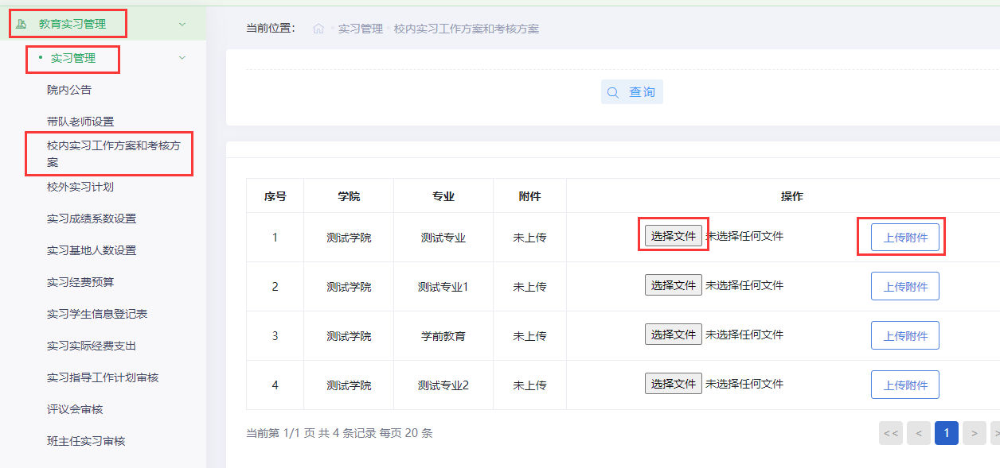 教育实习管理
实习管理
院内公告
带队老师设置
校内实习工作方案和考核方
案
校外实习计划
实习成绩系数设置
实习基地人数设置
实习经费预算
实习学生信息登记表
实习实际经费支出
实习指导工作计划审核
评议会审核
班主任实习审核
当前位置： 实习管理 校内实习工作方案和考核方案
查询
序号 学院 专业 附件 操作
1 测试学院 测试专业 未上传 选择文件 未选择任何文件 上传附件
2 测试学院 测试专业1 未上传 选择文件 未选择任何文件 上传附件
3 测试学院 学前教育 未上传 选择文件 未选择任何文件 上传附件
4 测试学院 测试专业2 未上传 选择文件 未选择任何文件 上传附件
当前第 1/1 页 共 4 条记录 每页 20 条 << < 1 > >